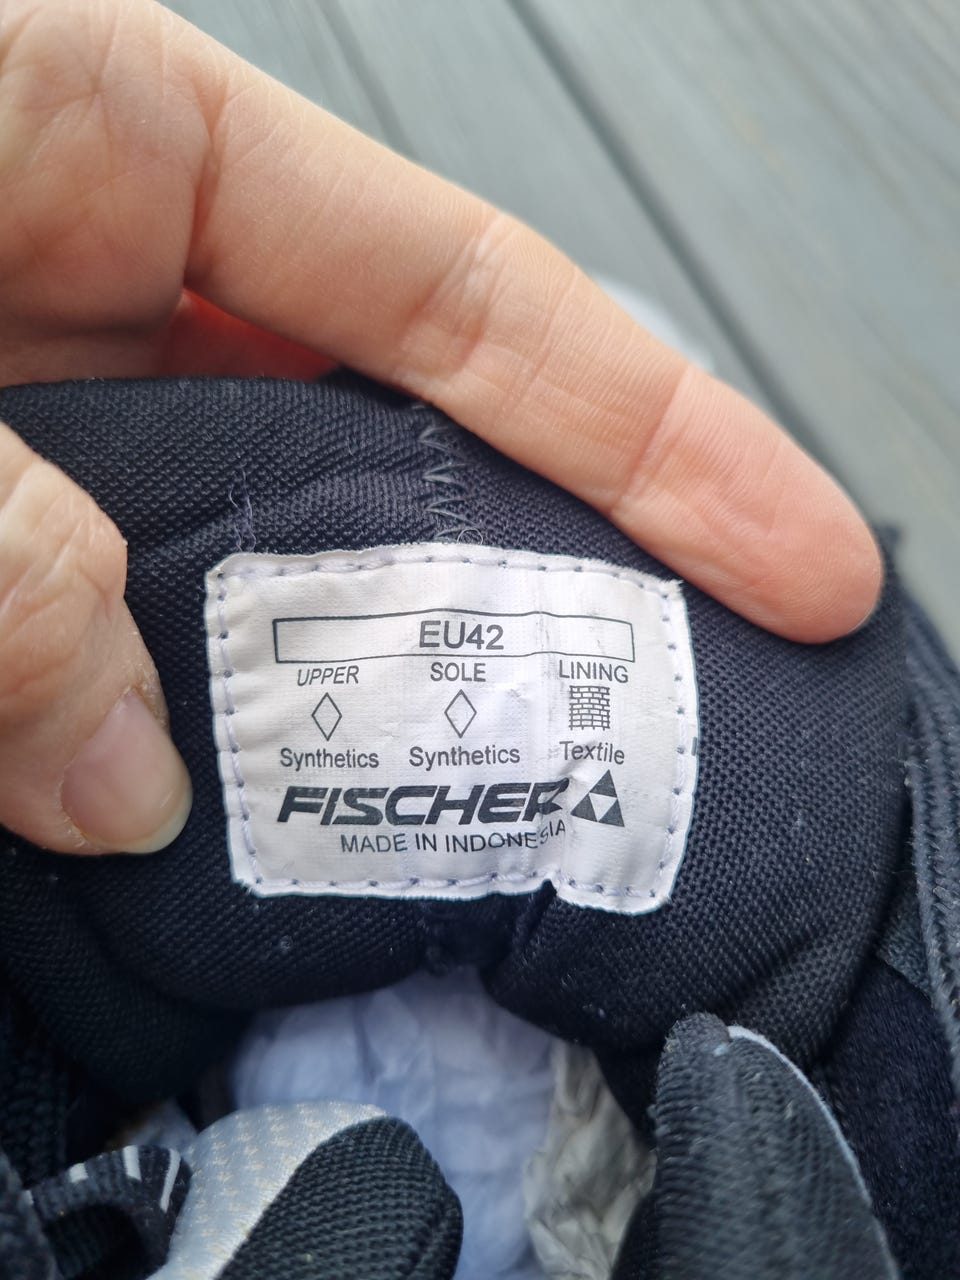 EU42
UPPER SOLE LINING
Synthetics Synthetics Textile
FISCHER
MADE IN INDONESIA